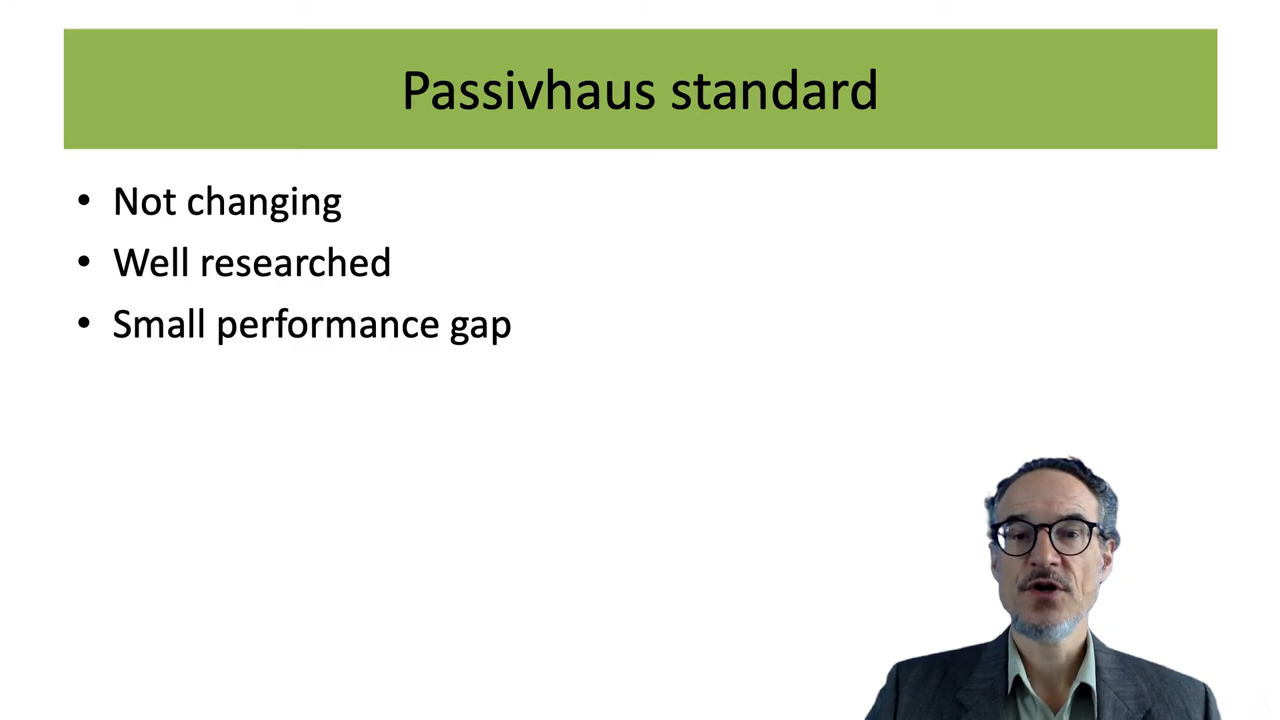 Passivhaus standard
• Not changing
• Well researched
• Small performance gap